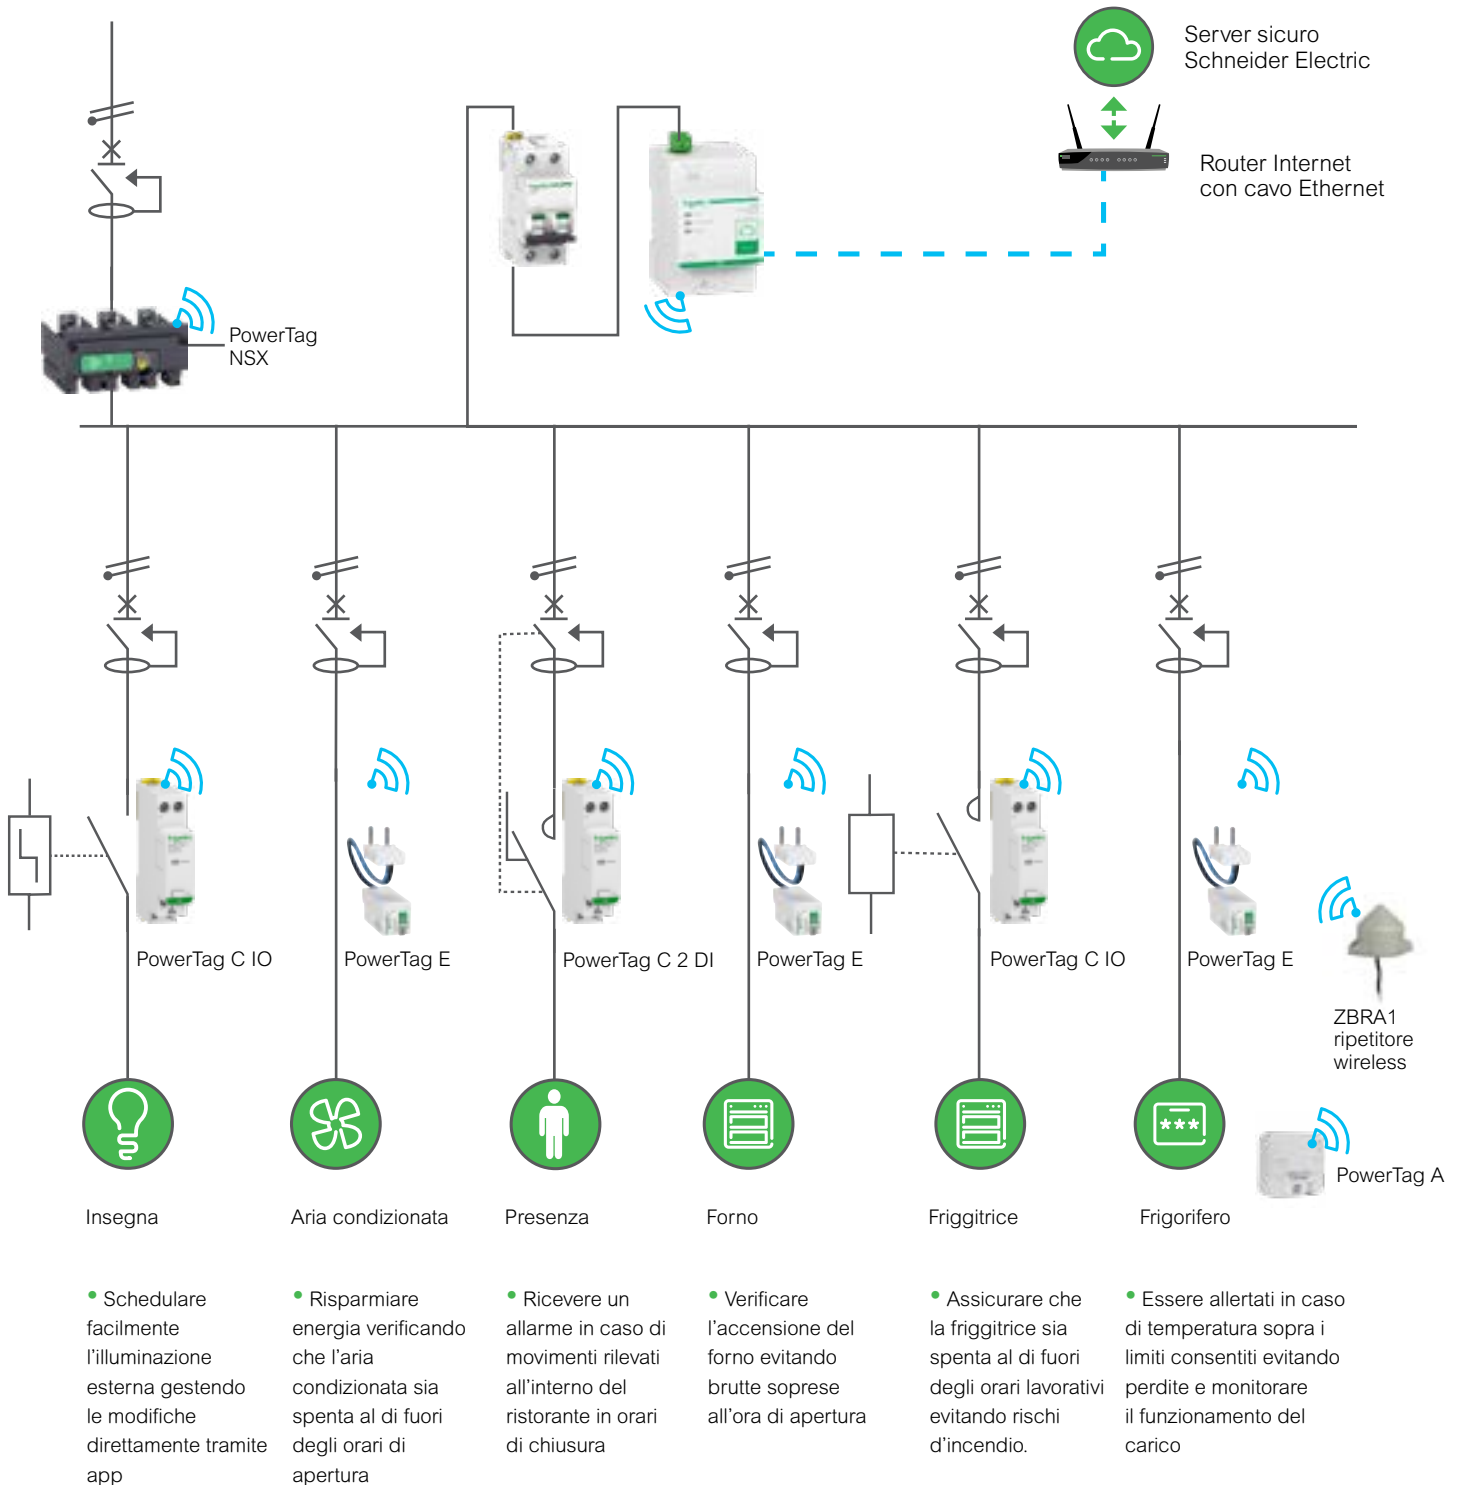 Server sicuro
Schneider Electric
Router Internet
con cavo Ethernet
PowerTag
NSX
PowerTag C IO
PowerTag E
PowerTag C 2 DI
PowerTag E
PowerTag C IO
PowerTag E
ZBRA1
ripetitore
wireless
PowerTag A
Insegna
Aria condizionata
Presenza
Forno
Friggitrice
Frigorifero
• Schedulare
facilmente
l'illuminazione
esterna gestendo
le modifiche
direttamente tramite
app
• Risparmiare
energia verificando
che l'aria
condizionata sia
spenta al di fuori
degli orari di
apertura
• Ricevere un
allarme in caso di
movimenti rilevati
all'interno del
ristorante in orari
di chiusura
• Verificare
l'accensione del
forno evitando
brutte soprese
all'ora di apertura
• Assicurare che
la friggitrice sia
spenta al di fuori
degli orari lavorativi
evitando rischi
d'incendio.
• Essere allertati in caso
di temperatura sopra i
limiti consentiti evitando
perdite e monitorare
il funzionamento del
carico